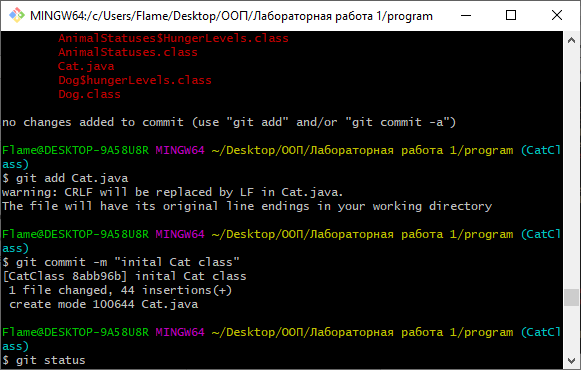 MINGW64:/c/Users/Flame/Desktop/ООП/Лабораторная работа 1/program
AnimalStatuses$HungerLevels.class
AnimalStatuses.class
Cat.java
Dog$hungerLevels.class
Dog.class
no changes added to commit (use "git add" and/or "git commit -a")
Flame@DESKTOP-9A58U8R MINGW64 ~/Desktop/ООП/Лабораторная работа 1/program (CatCl
ass)
$ git add Cat.java
warning: CRLF will be replaced by LF in Cat.java.
The file will have its original line endings in your working directory
Flame@DESKTOP-9A58U8R MINGW64 ~/Desktop/ООП/Лабораторная работа 1/program (CatCl
ass)
$ git commit -m "inital Cat class"
[CatClass 8abb96b] inital Cat class
1 file changed, 44 insertions(+)
create mode 100644 Cat.java
Flame@DESKTOP-9A58U8R MINGW64 ~/Desktop/ООП/Лабораторная работа 1/program (CatCl
ass)
$ git status